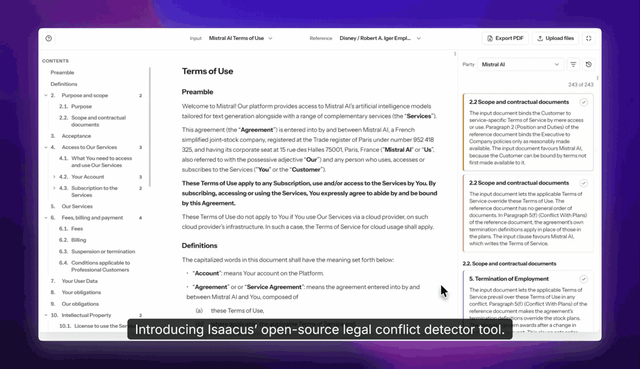 Input
Mistral AI Terms of Use
Reference
Disney / Robert A. Iger Empl...
Export PDF
Upload files
CONTENTS
Preamble
Definitions
2. Purpose and scope 2
2.1. Purpose
2.2. Scope and contractual
documents
3. Acceptance
4. Access to Our Services 3
4.1. What You need to access
and use Our Services
4.2. Your Account 3
4.3. Subscription to the
Services 2
5. Our Services
6. Fees, billing and payment 4
6.1. Fees
6.2. Billing
6.3. Suspension or termination
6.4. Conditions applicable to
Professional Customers
7. Your User Data
8. Your obligations
9. Our obligations
10. Intellectual Property
10.1. License to use the Serv
Terms of Use
Preamble
Welcome to Mistral! Our platform provides access to Mistral AI's artificial intelligence models
tailored for text generation alongside with a range of complementary services (the "Services").
This agreement (the "Agreement") is entered into by and between Mistral AI, a French
simplified joint-stock company, registered at the Trade register of Paris under number 952 418
325, and having its corporate seat at 15 rue des Halles 75001, Paris, France ("Mistral AI" or "Us",
also referred to with the possessive adjective "Our") and any person who uses, accesses or
subscribes to the Services ("You" or the "Customer").
These Terms of Use apply to any Subscription, use and/or access to the Services by You. By
subscribing, accessing or using the Services, You expressly agree to abide by and be bound
by this Agreement.
These Terms of Use do not apply to You if You use Our Services via a cloud provider, on such
cloud provider's infrastructure. In such a case, the Terms of Service for cloud usage shall apply.
Definitions
The capitalized words in this document shall have the meaning set forth below:
• "Account": means Your account on the Platform.
• "Agreement" or or "Service Agreement": means the agreement entered into by and
between Mistral AI and You, composed of
(a) these Terms of Use,
Party
Mistral AI
243 of 243
2.2 Scope and contractual documents
The input document binds the Customer to
service-specific Terms of Service by mere access
or use. Paragraph 2 (Position and Duties) of the
reference document binds the Executive to
Company policies only as reasonably made
available. The input document favours Mistral AI,
because the Customer can be bound by terms not
first made available to it.
2.2 Scope and contractual documents
The input document lets the applicable Terms of
Service override these Terms of Use. The
reference document has no general order of
documents. In Paragraph 5(f) (Conflict With Plans)
of the reference document, the agreement's own
termination definitions apply in place of those in
the plans. The input clause favours Mistral AI,
which writes the Terms of Service.
2.2. Scope and contractual documents
5. Termination of Employment
The input document lets the applicable Terms of
Service prevail over these Terms of Use in any
conflict. Paragraph 5(f) (Conflict With Plans) of the
reference document makes the agreement's
termination definitions override the stock plans.
Introducing Isaacus' open-source legal conflict detector tool.